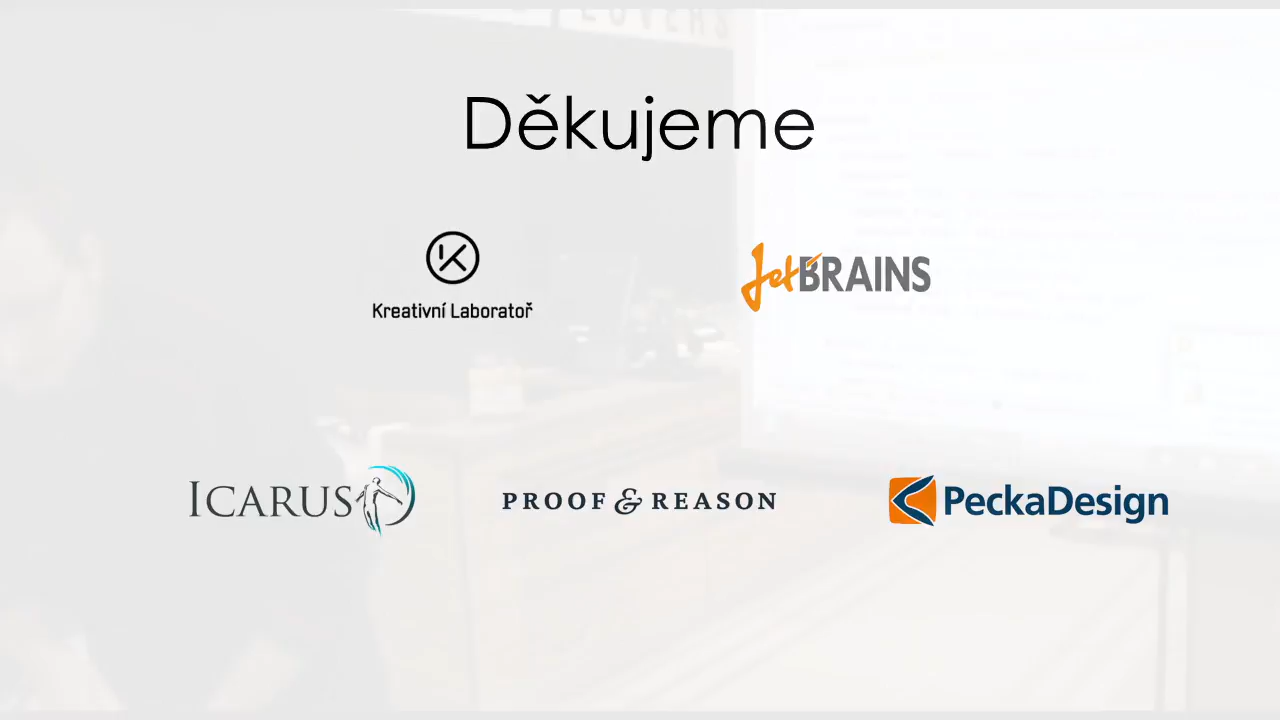 Děkujeme
Kreativní Laboratoř
JetBRAINS
ICARUS
PROOF & REASON
PeckaDesign